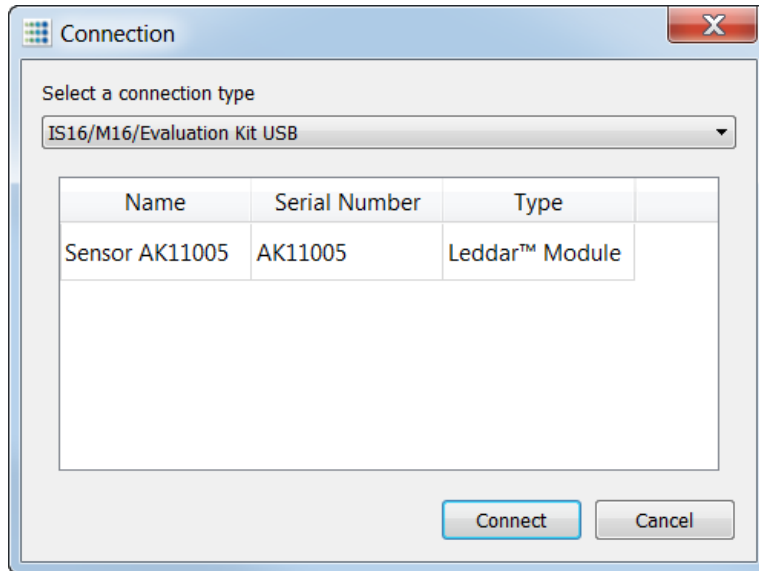 Connection
X
Select a connection type
IS16/M16/Evaluation Kit USB
Name Serial Number Type
Sensor AK11005 AK11005 Leddar™ Module
Connect Cancel